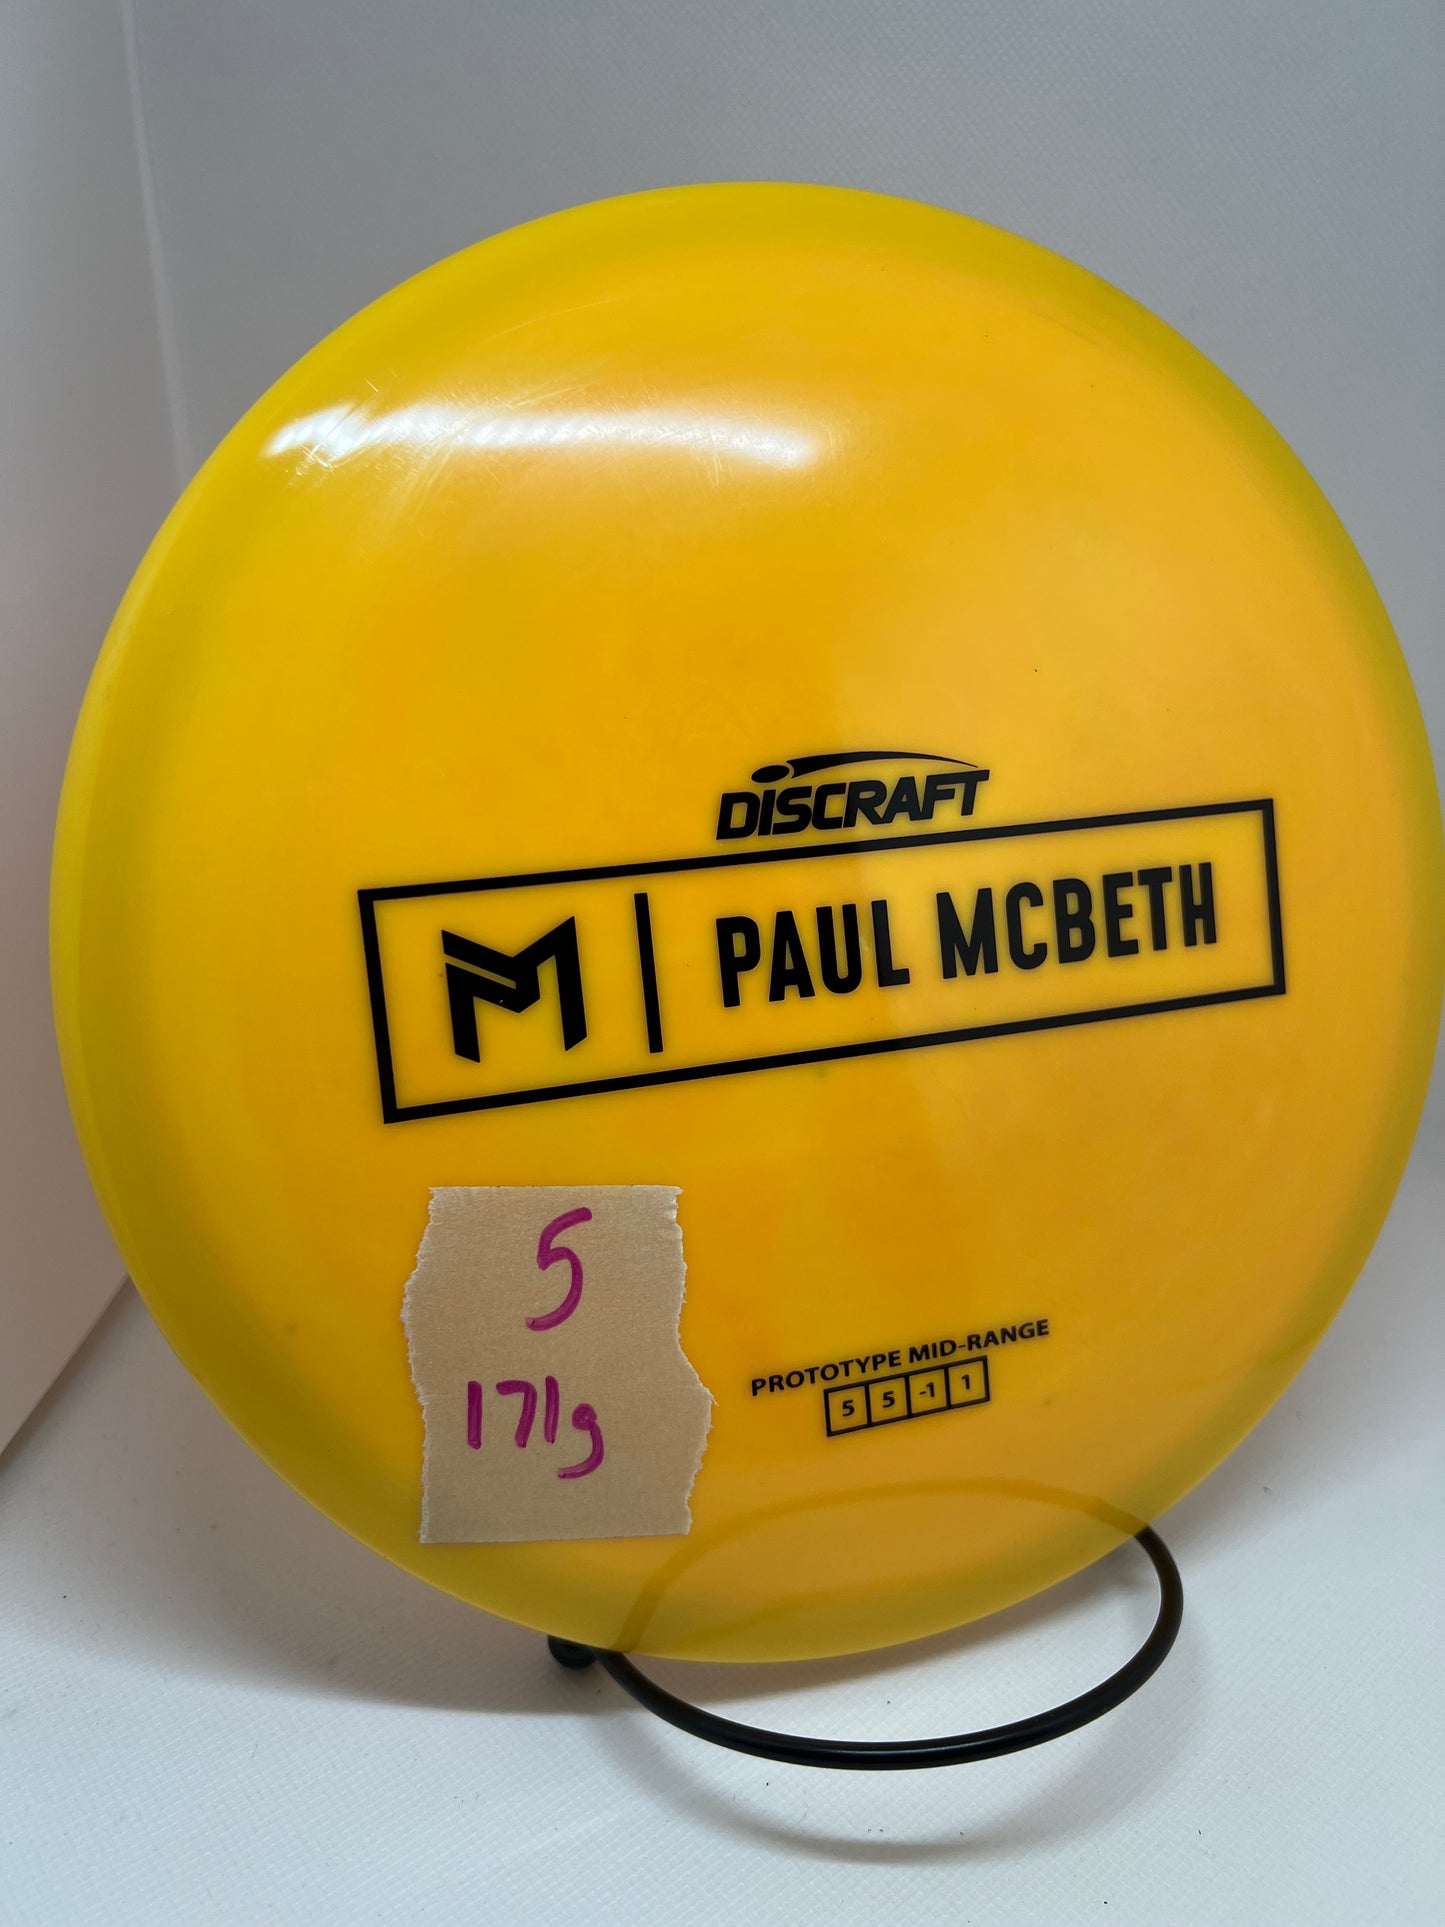 DISCRAFT
M | PAUL MCBETH
5
171g
PROTOTYPE MID-RANGE
5 5 -1 1